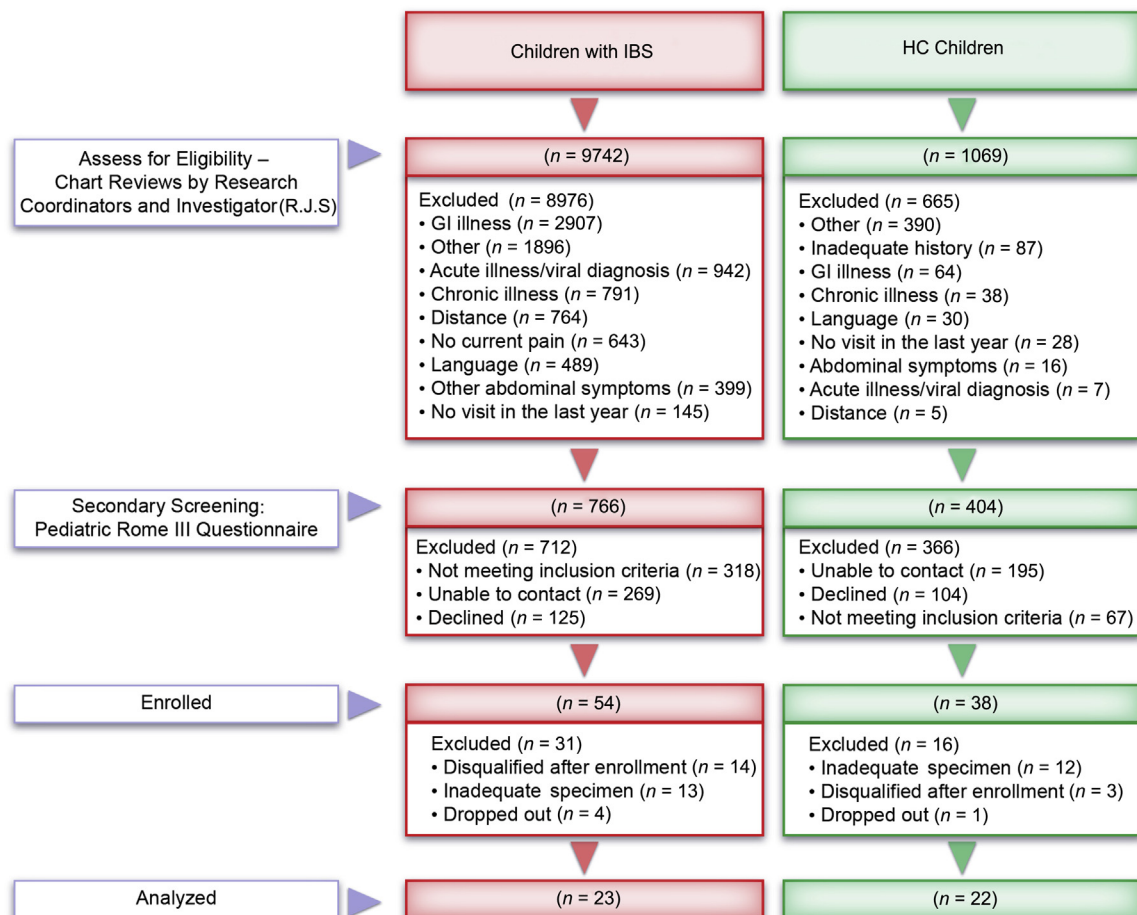 Children with IBS
HC Children
Assess for Eligibility –
Chart Reviews by Research
Coordinators and Investigator(R.J.S)
(n = 9742)
Excluded (n = 8976)
• GI illness (n = 2907)
• Other (n = 1896)
• Acute illness/viral diagnosis (n = 942)
• Chronic illness (n = 791)
• Distance (n = 764)
• No current pain (n = 643)
• Language (n = 489)
• Other abdominal symptoms (n = 399)
• No visit in the last year (n = 145)
(n = 1069)
Excluded (n = 665)
• Other (n = 390)
• Inadequate history (n = 87)
• GI illness (n = 64)
• Chronic illness (n = 38)
• Language (n = 30)
• No visit in the last year (n = 28)
• Abdominal symptoms (n = 16)
• Acute illness/viral diagnosis (n = 7)
• Distance (n = 5)
Secondary Screening:
Pediatric Rome III Questionnaire
(n = 766)
Excluded (n = 712)
• Not meeting inclusion criteria (n = 318)
• Unable to contact (n = 269)
• Declined (n = 125)
(n = 404)
Excluded (n = 366)
• Unable to contact (n = 195)
• Declined (n = 104)
• Not meeting inclusion criteria (n = 67)
Enrolled
(n = 54)
Excluded (n = 31)
• Disqualified after enrollment (n = 14)
• Inadequate specimen (n = 13)
• Dropped out (n = 4)
(n = 38)
Excluded (n = 16)
• Inadequate specimen (n = 12)
• Disqualified after enrollment (n = 3)
• Dropped out (n = 1)
Analyzed
(n = 23)
(n = 22)